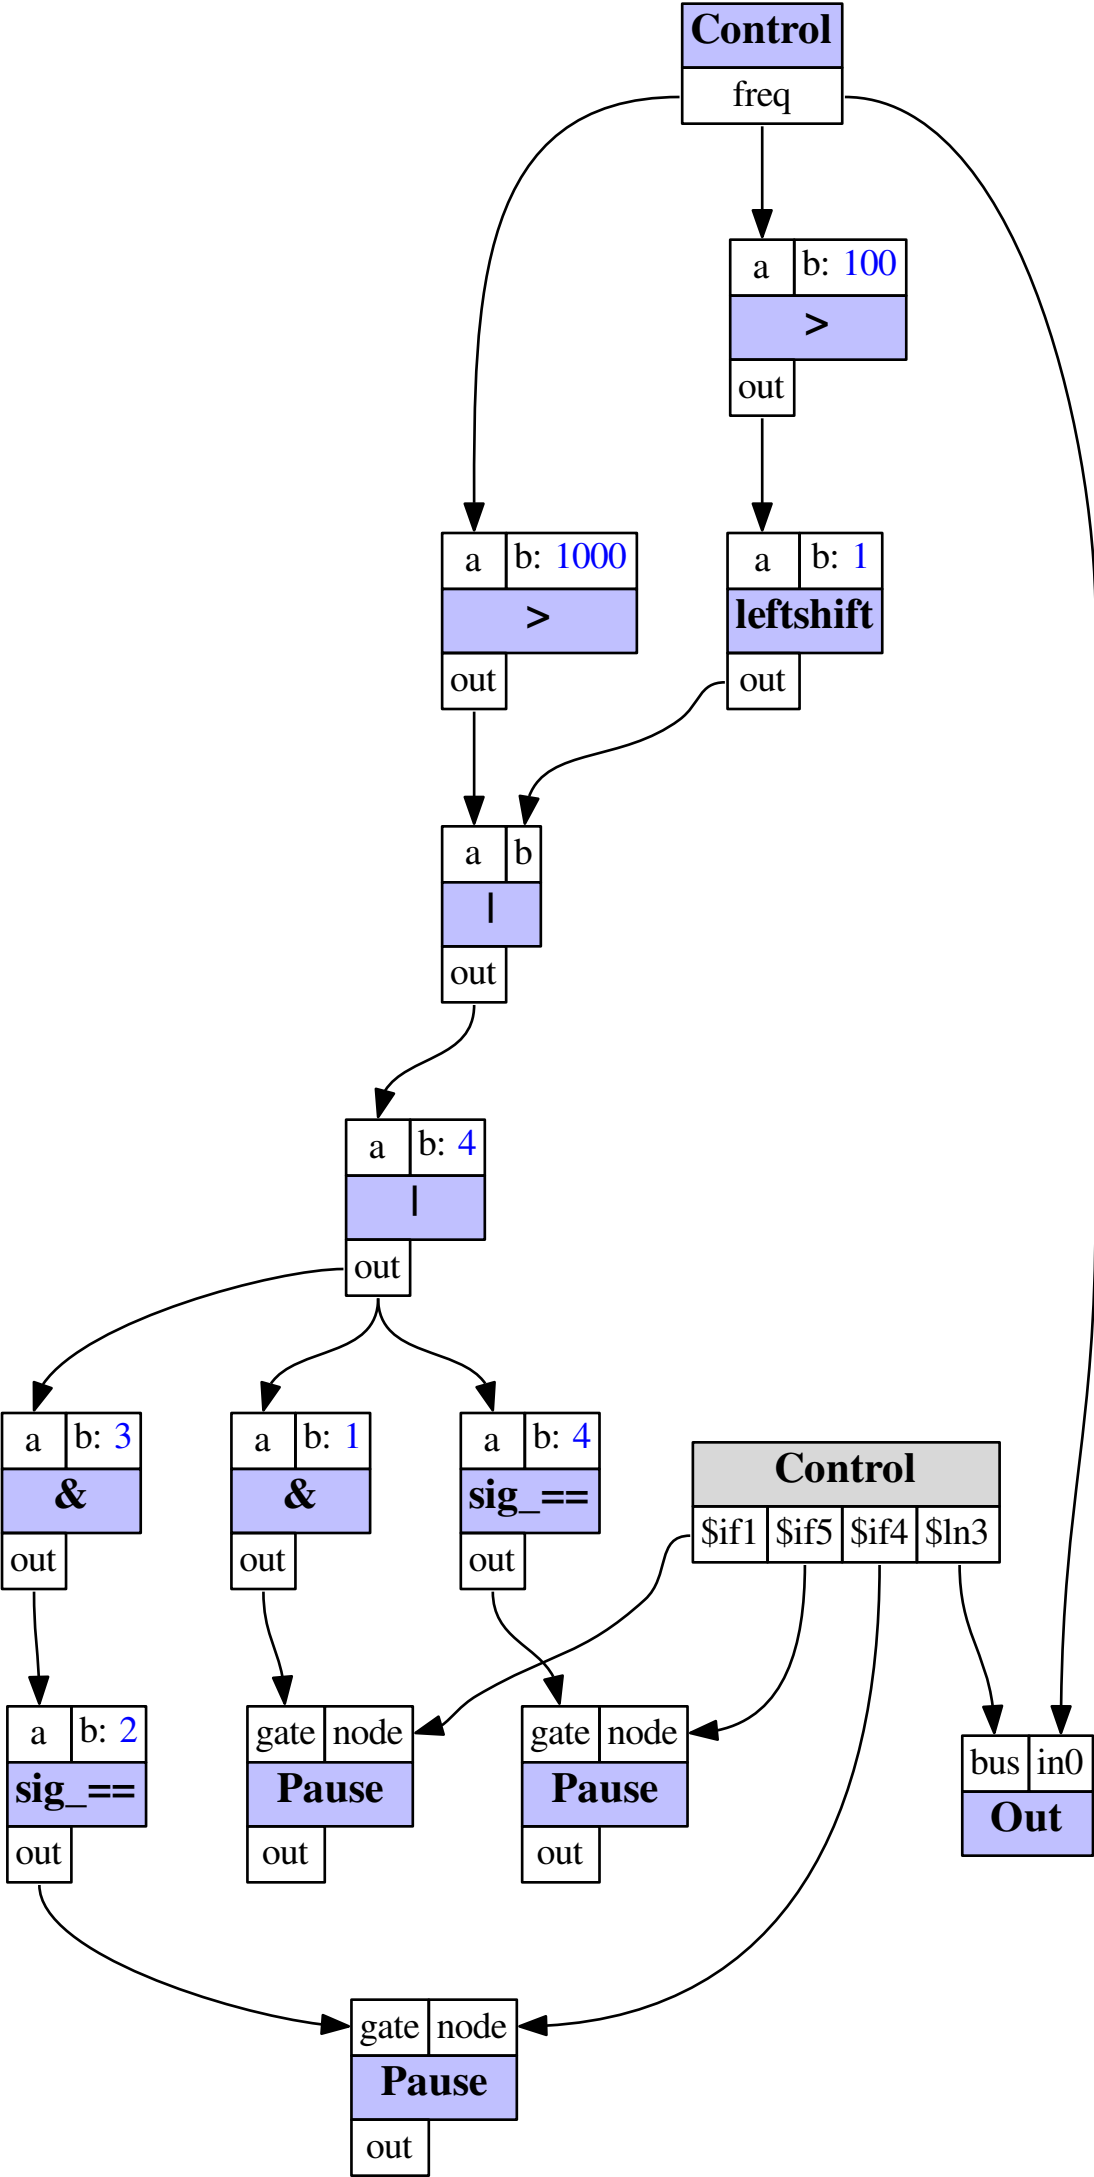 Control
freq
a b: 100
>
out
a b: 1000
>
out
a b: 1
leftshift
out
a b
|
out
a b: 4
|
out
a b: 3
&
out
a b: 1
&
out
a b: 4
sig_==
out
Control
$if1 $if5 $if4 $ln3
a b: 2
sig_==
out
gate node
Pause
out
gate node
Pause
out
bus in0
Out
gate node
Pause
out